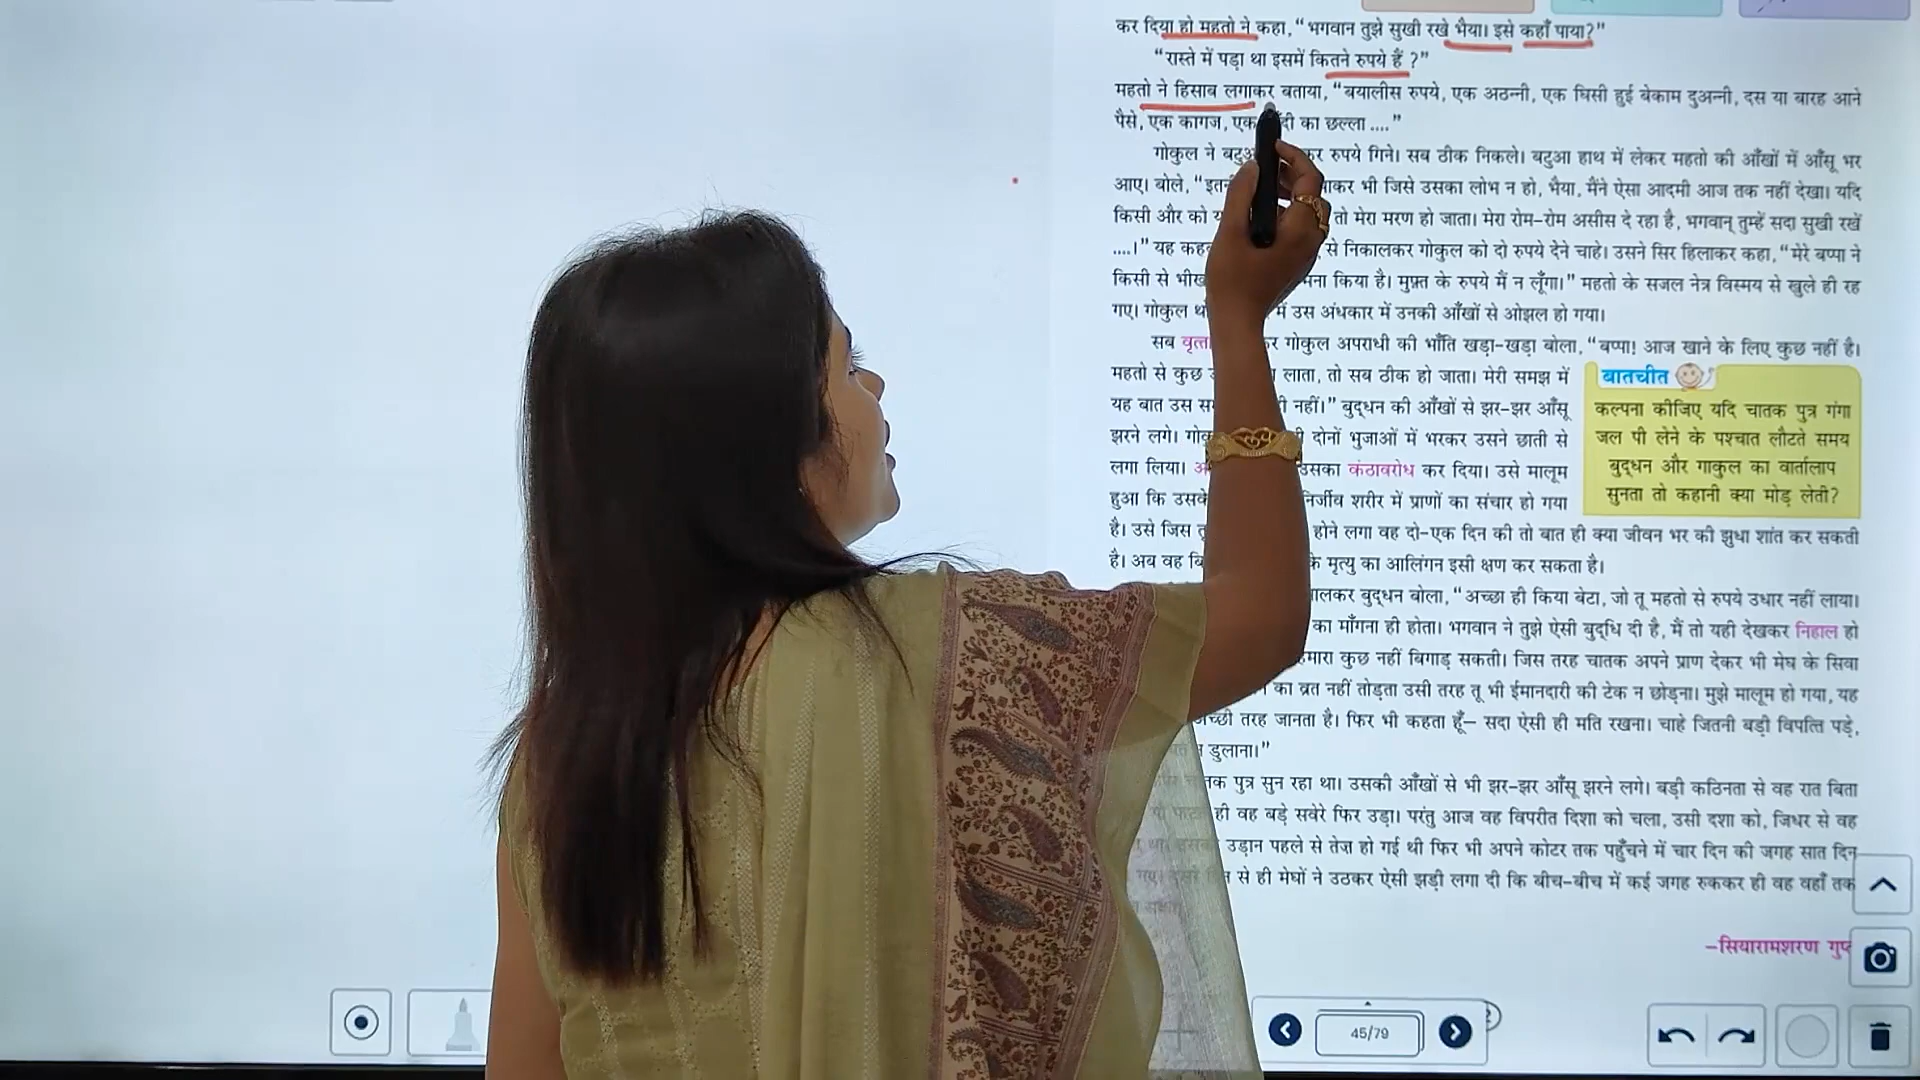 कर दिया हो महतो ने कहा, “भगवान तुझे सुखी रखे भैया। इसे कहाँ पाया?”
“रास्ते में पड़ा था इसमें कितने रुपये हैं ?”
महतो ने हिसाब लगाकर बताया, “बयालीस रुपये, एक अठन्नी, एक घिसी हुई बेकाम दुअन्नी, दस या बारह आने
पैसे, एक कागज, एक का छल्ला ....”
गोकुल ने कर रुपये गिने। सब ठीक निकले। बटुआ हाथ में लेकर महतो की आँखों में आँसू भर
आए। बोले, भी जिसे उसका लोभ न हो, भैया, मैंने ऐसा आदमी आज तक नहीं देखा। यदि
किसी और को तो मेरा मरण हो जाता। मेरा रोम-रोम असीस दे रहा है, भगवान् तुम्हें सदा सुखी रखें
....।” यह से निकालकर गोकुल को दो रुपये देने चाहे। उसने सिर हिलाकर कहा, “मेरे बप्पा ने
किसी से किया है। मुफ़्त के रुपये मैं न लूँगा।” महतो के सजल नेत्र विस्मय से खुले ही रह
गए। गोकुल में उस अंधकार में उनकी आँखों से ओझल हो गया।
सब गोकुल अपराधी की भाँति खड़ा-खड़ा बोला, “बप्पा! आज खाने के लिए कुछ नहीं है।
महतो से कुछ लाता, तो सब ठीक हो जाता। मेरी समझ में
यह बात उस नहीं।” बुद्धन की आँखों से झर-झर आँसू
झरने लगे। दोनों भुजाओं में भरकर उसने छाती से
लगा लिया। उसका कंठावरोध कर दिया। उसे मालूम
हुआ कि निर्जीव शरीर में प्राणों का संचार हो गया
बातचीत
कल्पना कीजिए यदि चातक पुत्र गंगा
जल पी लेने के पश्चात लौटते समय
बुद्धन और गाकुल का वार्तालाप
सुनता तो कहानी क्या मोड़ लेती?
है। उसे जिस होने लगा वह दो-एक दिन की तो बात ही क्या जीवन भर की क्षुधा शांत कर सकती
है। अब वह मृत्यु का आलिंगन इसी क्षण कर सकता है।
बुद्धन बोला, “अच्छा ही किया बेटा, जो तू महतो से रुपये उधार नहीं लाया।
का माँगना ही होता। भगवान ने तुझे ऐसी बुद्धि दी है, मैं तो यही देखकर निहाल हो
हमारा कुछ नहीं बिगाड़ सकती। जिस तरह चातक अपने प्राण देकर भी मेघ के सिवा
का व्रत नहीं तोड़ता उसी तरह तू भी ईमानदारी की टेक न छोड़ना। मुझे मालूम हो गया, यह
अच्छी तरह जानता है। फिर भी कहता हूँ– सदा ऐसी ही मति रखना। चाहे जितनी बड़ी विपत्ति पड़े,
डुलाना।”
पुत्र सुन रहा था। उसकी आँखों से भी झर-झर आँसू झरने लगे। बड़ी कठिनता से वह रात बिता
ही वह बड़े सवेरे फिर उड़ा। परंतु आज वह विपरीत दिशा को चला, उसी दशा को, जिधर से वह
उड़ान पहले से तेज़ हो गई थी फिर भी अपने कोटर तक पहुँचने में चार दिन की जगह सात दिन
से ही मेघों ने उठकर ऐसी झड़ी लगा दी कि बीच-बीच में कई जगह रुककर ही वह वहाँ तक
–सियारामशरण
45/79